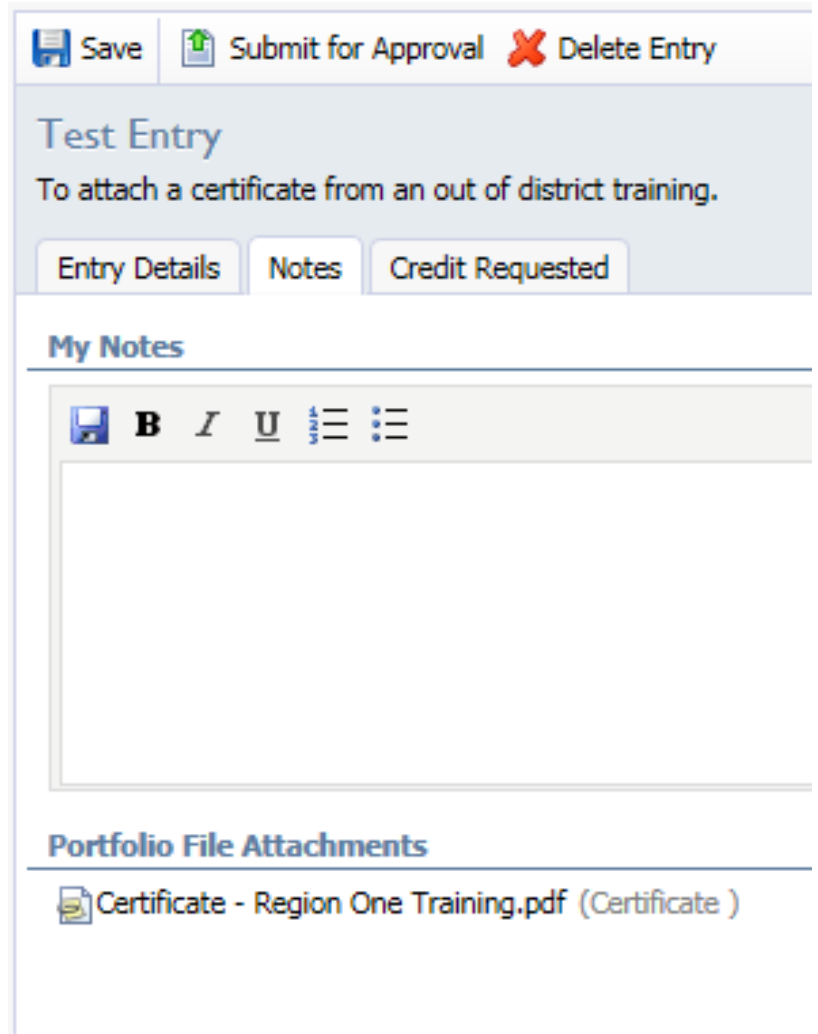 Save Submit for Approval Delete Entry
Test Entry
To attach a certificate from an out of district training.
Entry Details Notes Credit Requested
My Notes
B I U
Portfolio File Attachments
Certificate - Region One Training.pdf (Certificate )